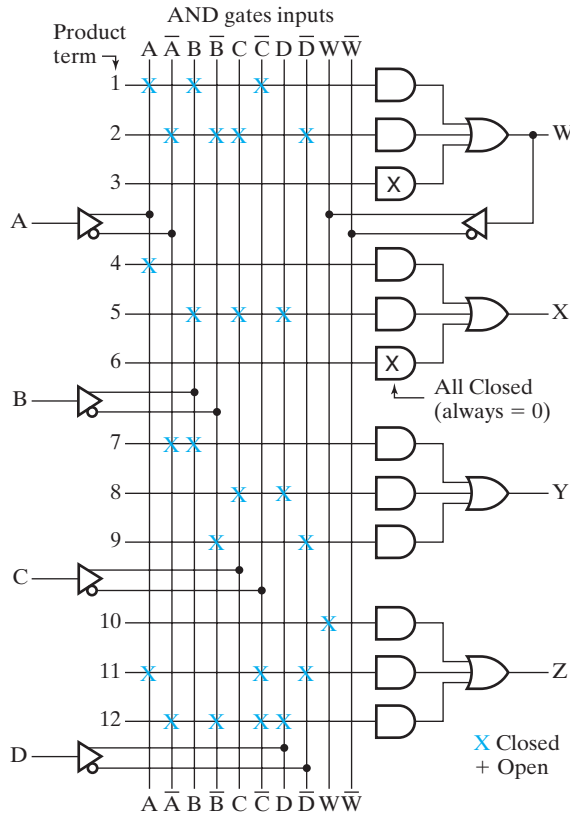 AND gates inputs
Product term
A A̅ B B̅ C C̅ D D̅ W W̅
1 X X X
2 X X X X W
3 X
A
4 X
5 X X X X
6 X
B
All Closed
(always = 0)
7 X X
8 X X Y
9 X X
C
10 X
11 X X X Z
12 X X X X
D
X Closed
+ Open
A A̅ B B̅ C C̅ D D̅ W W̅